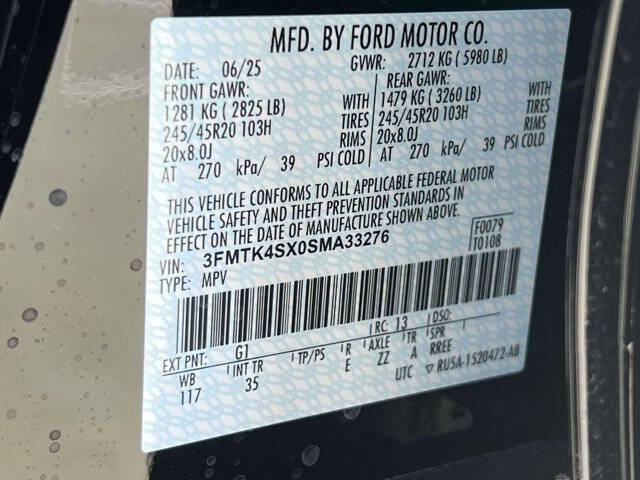 MFD. BY FORD MOTOR CO.
DATE: 06/25 GVWR: 2712 KG ( 5980 LB)
FRONT GAWR: REAR GAWR:
1281 KG ( 2825 LB) WITH 1479 KG ( 3260 LB) WITH
245/45R20 103H TIRES 245/45R20 103H TIRES
20x8.0J RIMS 20x8.0J RIMS
AT 270 kPa/ 39 PSI COLD AT 270 kPa/ 39 PSI COLD
THIS VEHICLE CONFORMS TO ALL APPLICABLE FEDERAL MOTOR
VEHICLE SAFETY AND THEFT PREVENTION STANDARDS IN
EFFECT ON THE DATE OF MANUFACTURE SHOWN ABOVE.
VIN: 3FMTK4SX0SMA33276 F0079
TYPE: MPV T0108
EXT PNT: G1 RC: 13 DSO:
WB INT TR TP/PS R AXLE TR SPR
117 35 E ZZ A RREE
UTC ▽ RU5A-1520472-AB